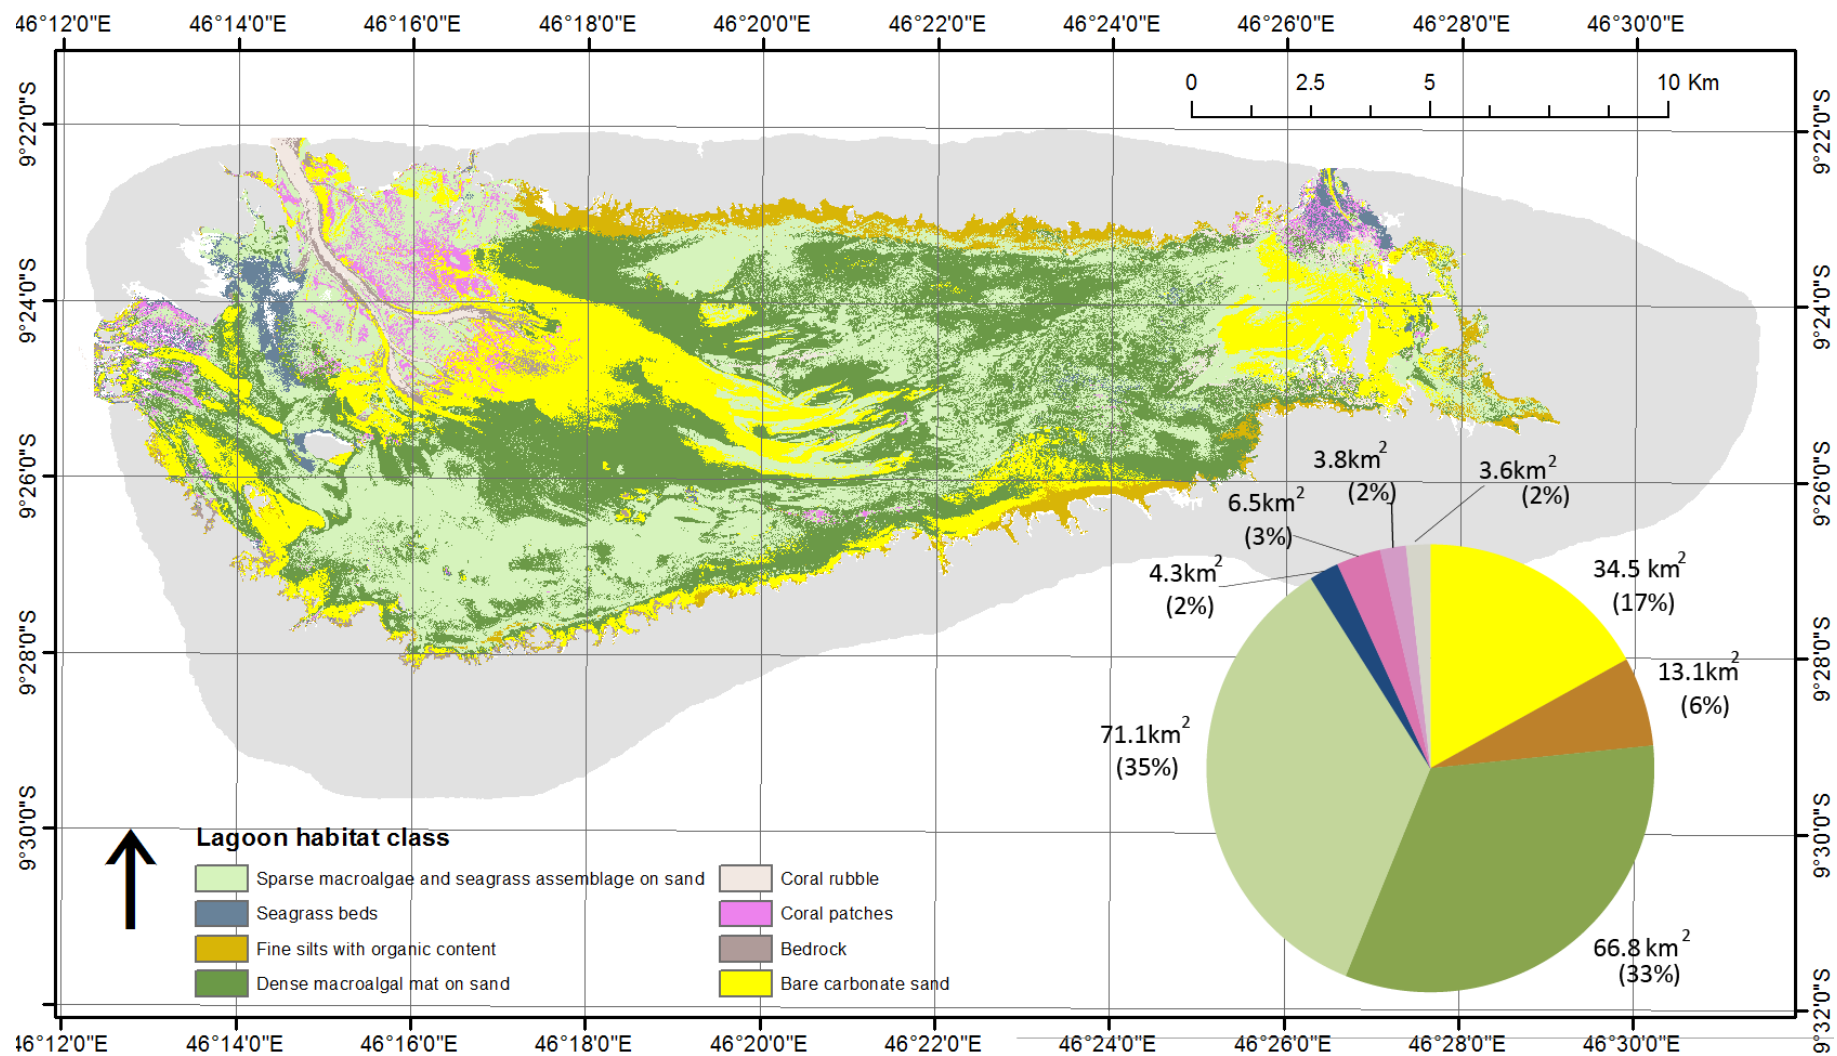 46°12'0"E 46°14'0"E 46°16'0"E 46°18'0"E 46°20'0"E 46°22'0"E 46°24'0"E 46°26'0"E 46°28'0"E 46°30'0"E
0 2.5 5 10 Km
9°22'0"S 9°22'0"S
9°24'0"S 9°24'0"S
9°26'0"S 9°26'0"S
9°28'0"S 9°28'0"S
9°30'0"S 9°30'0"S
9°32'0"S
3.8km²
(2%)
3.6km²
(2%)
6.5km²
(3%)
4.3km²
(2%)
34.5 km²
(17%)
13.1km²
(6%)
71.1km²
(35%)
66.8 km²
(33%)
Lagoon habitat class
Sparse macroalgae and seagrass assemblage on sand
Seagrass beds
Fine silts with organic content
Dense macroalgal mat on sand
Coral rubble
Coral patches
Bedrock
Bare carbonate sand
46°12'0"E 46°14'0"E 46°16'0"E 46°18'0"E 46°20'0"E 46°22'0"E 46°24'0"E 46°26'0"E 46°28'0"E 46°30'0"E